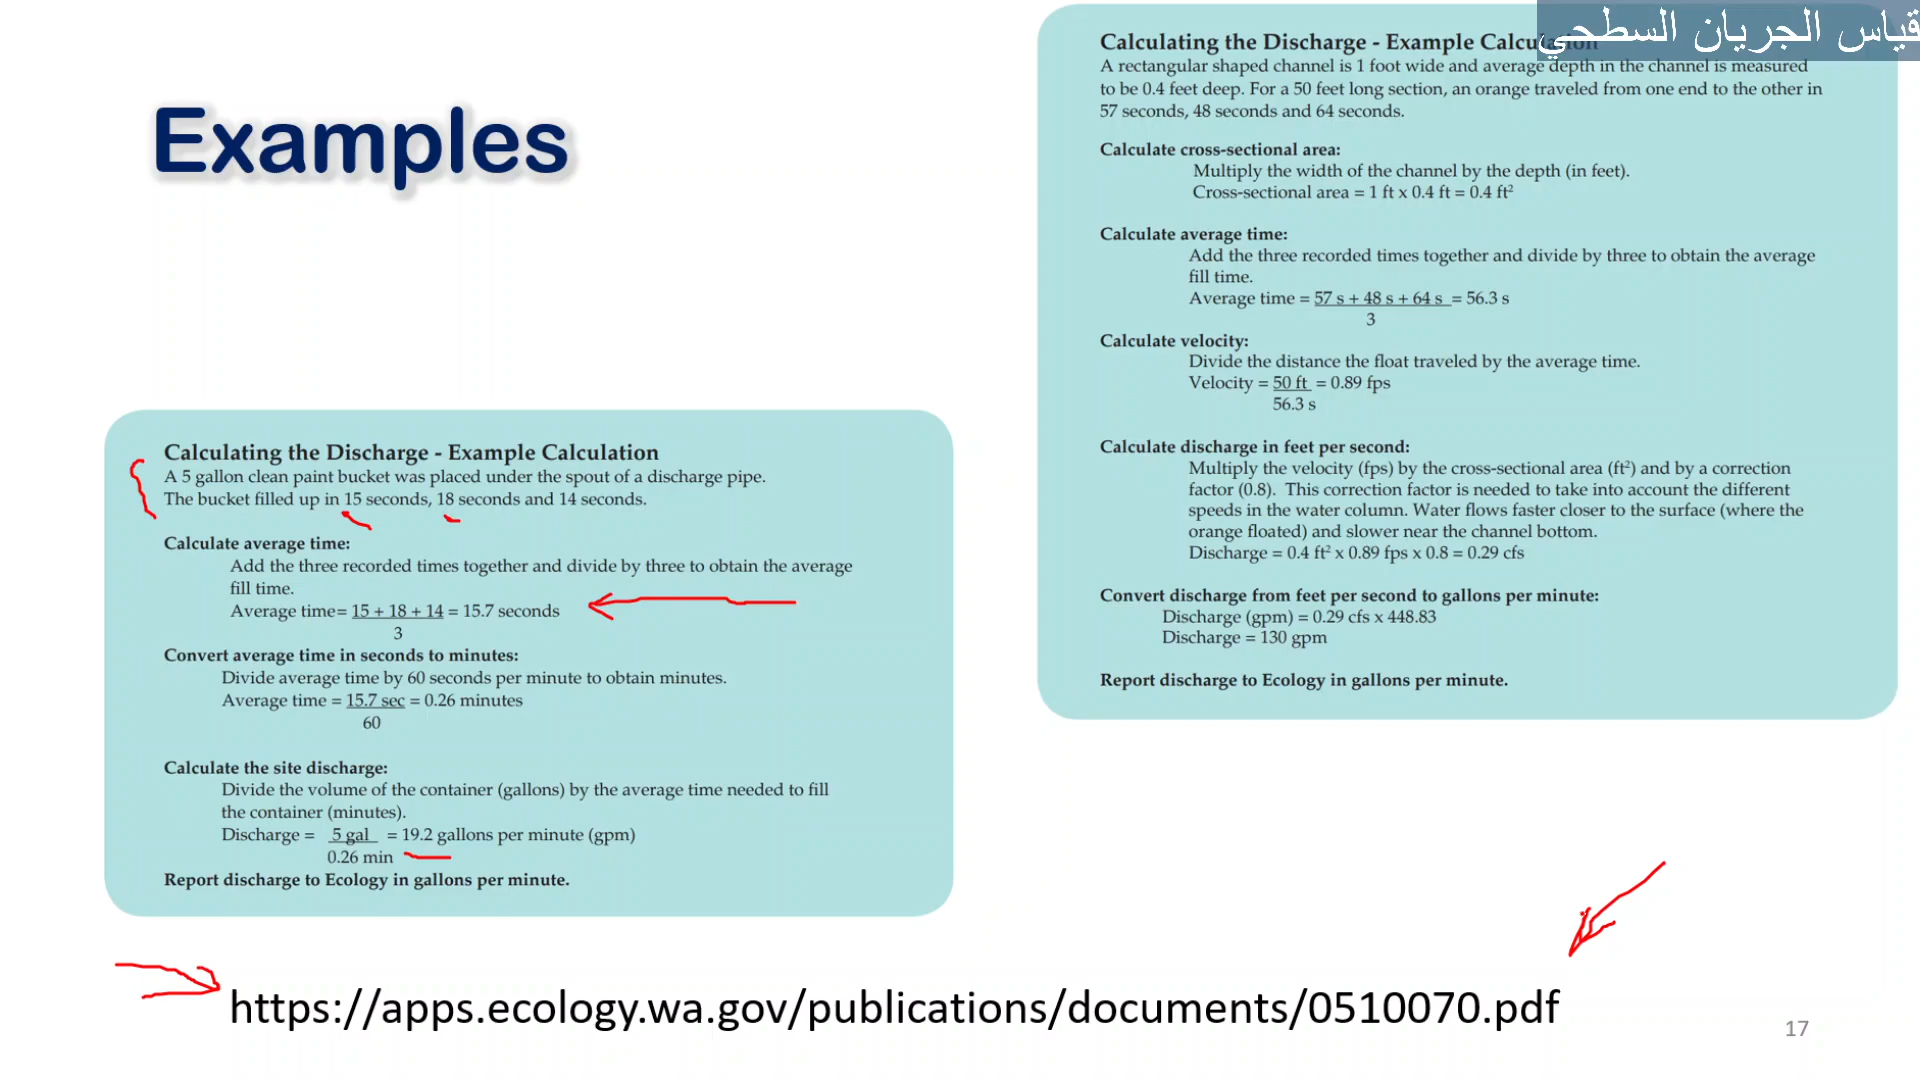 قياس الجريان السطحي
Examples
Calculating the Discharge - Example Calculation
A 5 gallon clean paint bucket was placed under the spout of a discharge pipe.
The bucket filled up in 15 seconds, 18 seconds and 14 seconds.
Calculate average time:
Add the three recorded times together and divide by three to obtain the average
fill time.
Average time= 15 + 18 + 14 = 15.7 seconds
3
Convert average time in seconds to minutes:
Divide average time by 60 seconds per minute to obtain minutes.
Average time = 15.7 sec = 0.26 minutes
60
Calculate the site discharge:
Divide the volume of the container (gallons) by the average time needed to fill
the container (minutes).
Discharge = 5 gal = 19.2 gallons per minute (gpm)
0.26 min
Report discharge to Ecology in gallons per minute.
Calculating the Discharge - Example Calculation
A rectangular shaped channel is 1 foot wide and average depth in the channel is measured
to be 0.4 feet deep. For a 50 feet long section, an orange traveled from one end to the other in
57 seconds, 48 seconds and 64 seconds.
Calculate cross-sectional area:
Multiply the width of the channel by the depth (in feet).
Cross-sectional area = 1 ft x 0.4 ft = 0.4 ft²
Calculate average time:
Add the three recorded times together and divide by three to obtain the average
fill time.
Average time = 57 s + 48 s + 64 s = 56.3 s
3
Calculate velocity:
Divide the distance the float traveled by the average time.
Velocity = 50 ft = 0.89 fps
56.3 s
Calculate discharge in feet per second:
Multiply the velocity (fps) by the cross-sectional area (ft²) and by a correction
factor (0.8). This correction factor is needed to take into account the different
speeds in the water column. Water flows faster closer to the surface (where the
orange floated) and slower near the channel bottom.
Discharge = 0.4 ft² x 0.89 fps x 0.8 = 0.29 cfs
Convert discharge from feet per second to gallons per minute:
Discharge (gpm) = 0.29 cfs x 448.83
Discharge = 130 gpm
Report discharge to Ecology in gallons per minute.
https://apps.ecology.wa.gov/publications/documents/0510070.pdf
17